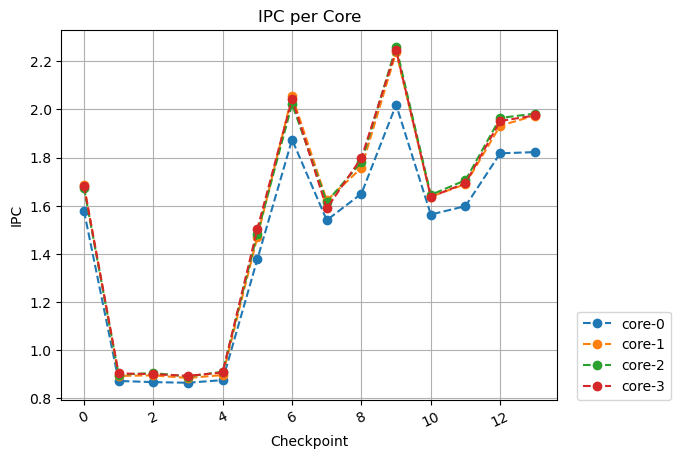 IPC per Core
IPC
2.2
2.0
1.8
1.6
1.4
1.2
1.0
0.8
0 2 4 6 8 10 12
Checkpoint
core-0
core-1
core-2
core-3